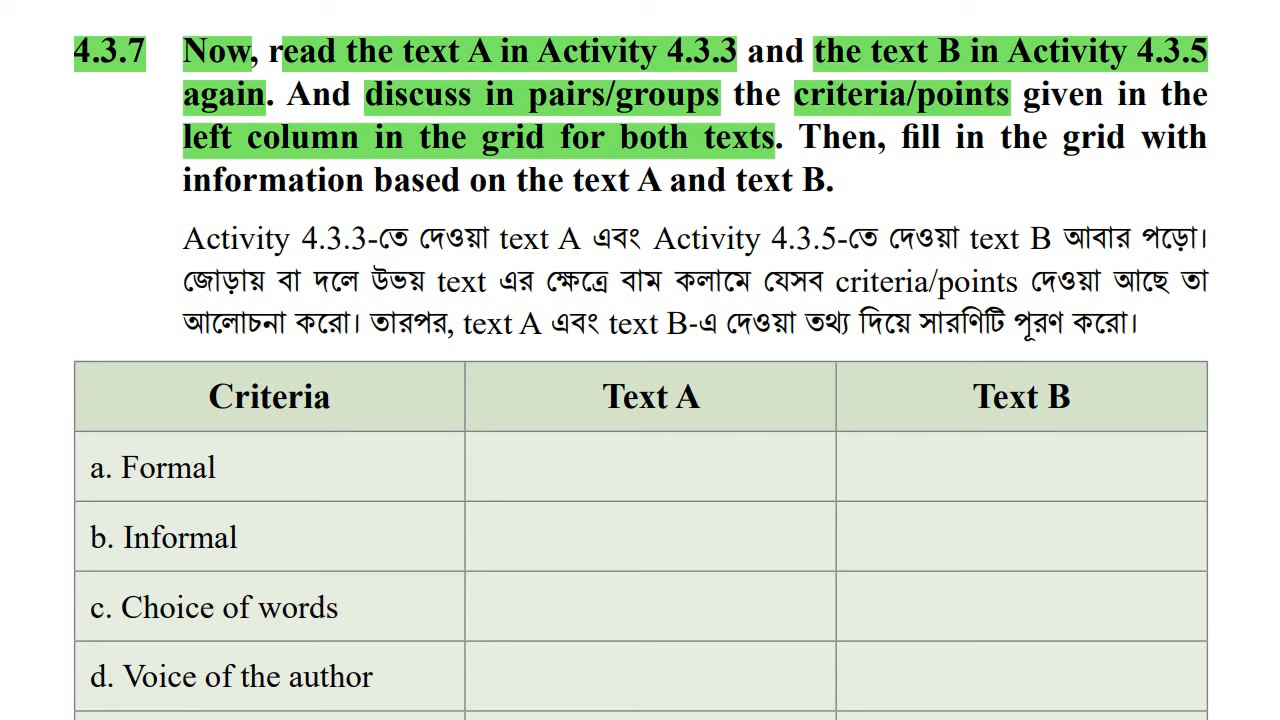 4.3.7 Now, read the text A in Activity 4.3.3 and the text B in Activity 4.3.5
again. And discuss in pairs/groups the criteria/points given in the
left column in the grid for both texts. Then, fill in the grid with
information based on the text A and text B.
Activity 4.3.3-তে দেওয়া text A এবং Activity 4.3.5-তে দেওয়া text B আবার পড়ো।
জোড়ায় বা দলে উভয় text এর ক্ষেত্রে বাম কলামে যেসব criteria/points দেওয়া আছে তা
আলোচনা করো। তারপর, text A এবং text B-এ দেওয়া তথ্য দিয়ে সারণিটি পূরণ করো।
Criteria Text A Text B
a. Formal
b. Informal
c. Choice of words
d. Voice of the author